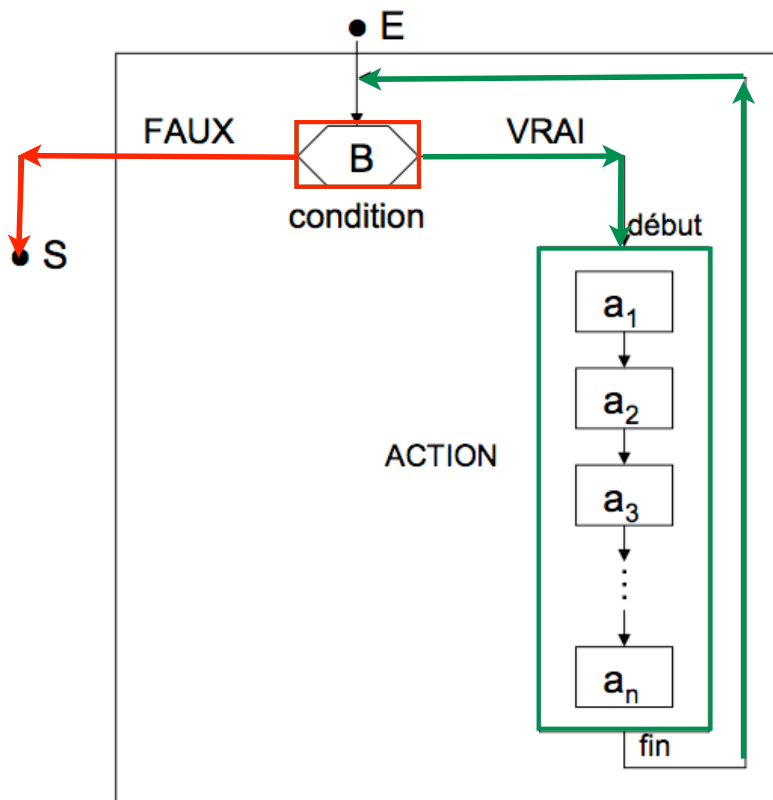 E
FAUX
VRAI
B
condition
S
début
a1
a2
ACTION
a3
⋮
an
fin